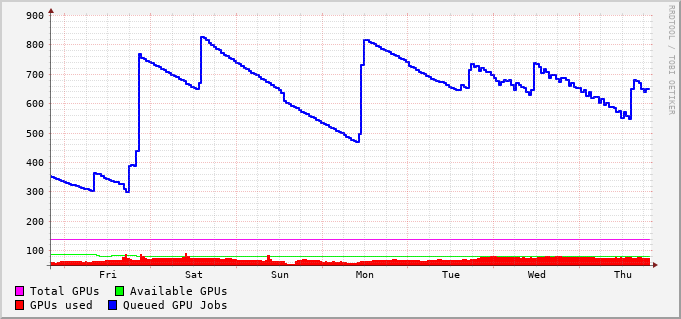 900
800
700
600
500
400
300
200
100
Fri Sat Sun Mon Tue Wed Thu
Total GPUs Available GPUs
GPUs used Queued GPU Jobs
RRDTOOL / TOBI OETIKER